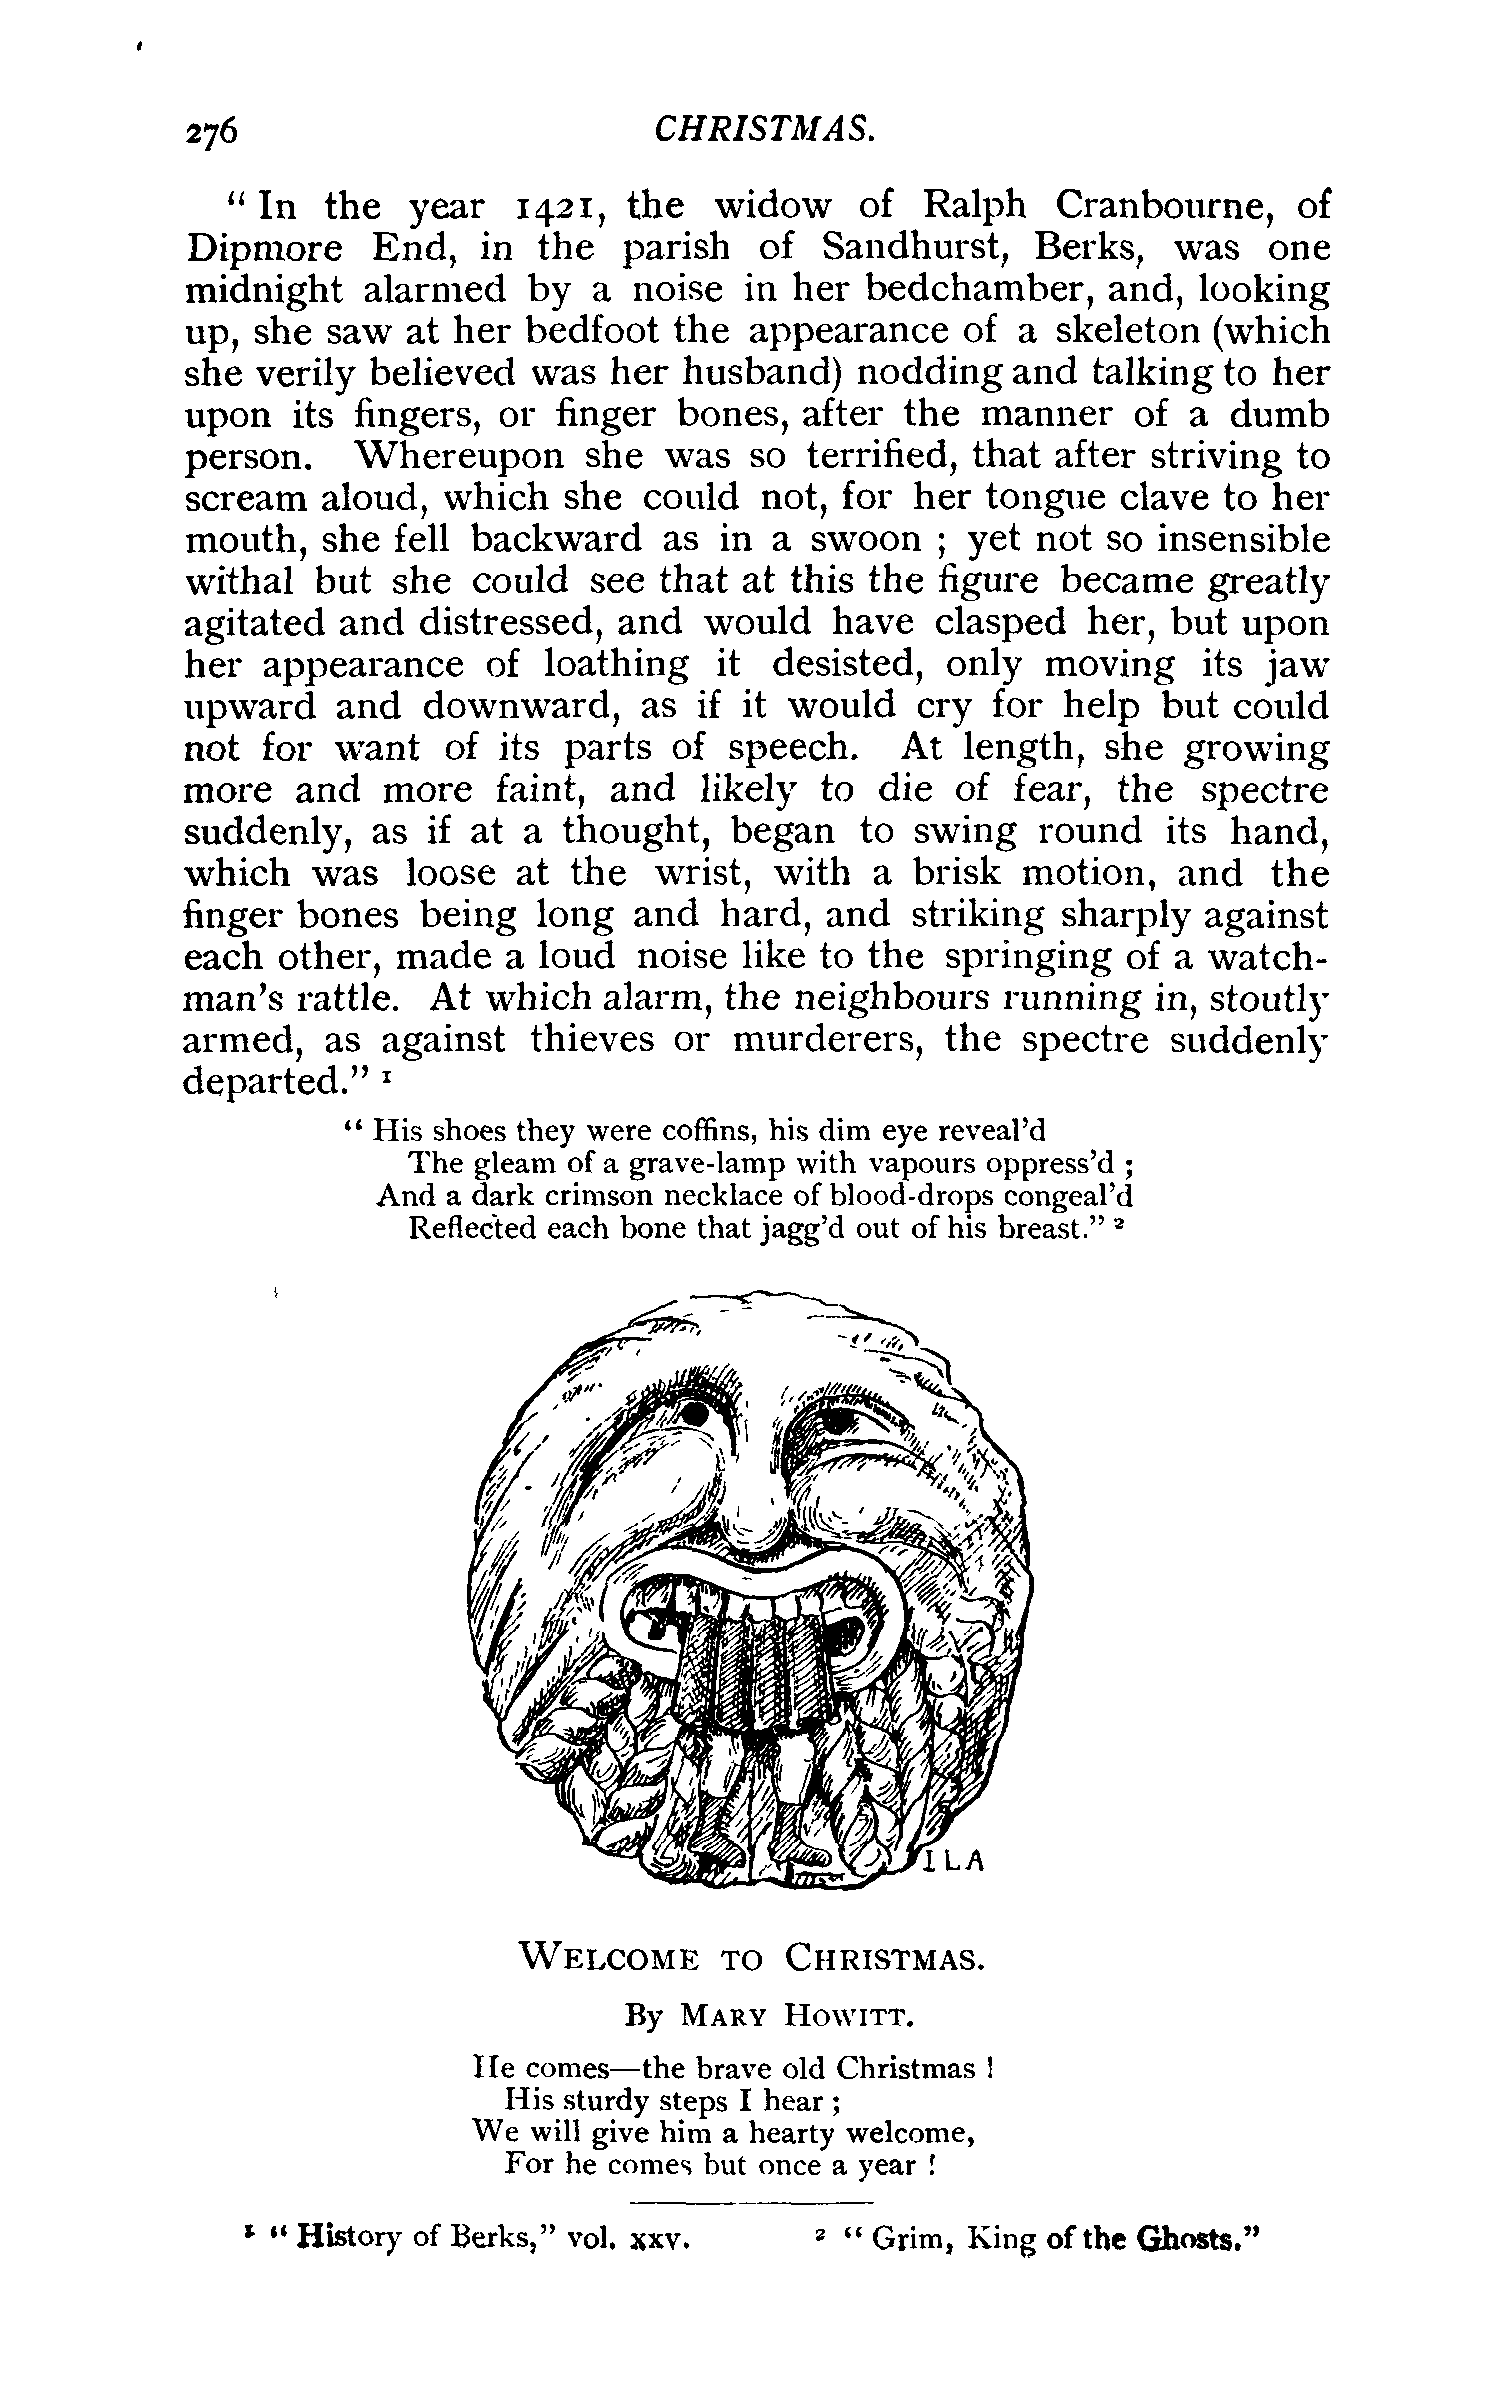 276 CHRISTMAS.
“ In the year 1421, the widow of Ralph Cranbourne, of
Dipmore End, in the parish of Sandhurst, Berks, was one
midnight alarmed by a noise in her bedchamber, and, looking
up, she saw at her bedfoot the appearance of a skeleton (which
she verily believed was her husband) nodding and talking to her
upon its fingers, or finger bones, after the manner of a dumb
person. Whereupon she was so terrified, that after striving to
scream aloud, which she could not, for her tongue clave to her
mouth, she fell backward as in a swoon ; yet not so insensible
withal but she could see that at this the figure became greatly
agitated and distressed, and would have clasped her, but upon
her appearance of loathing it desisted, only moving its jaw
upward and downward, as if it would cry for help but could
not for want of its parts of speech. At length, she growing
more and more faint, and likely to die of fear, the spectre
suddenly, as if at a thought, began to swing round its hand,
which was loose at the wrist, with a brisk motion, and the
finger bones being long and hard, and striking sharply against
each other, made a loud noise like to the springing of a watch-
man’s rattle. At which alarm, the neighbours running in, stoutly
armed, as against thieves or murderers, the spectre suddenly
departed.” ¹
“ His shoes they were coffins, his dim eye reveal’d
The gleam of a grave-lamp with vapours oppress’d ;
And a dark crimson necklace of blood-drops congeal’d
Reflected each bone that jagg’d out of his breast.” ²
ILA
WELCOME TO CHRISTMAS.
By MARY HOWITT.
He comes—the brave old Christmas !
His sturdy steps I hear ;
We will give him a hearty welcome,
For he comes but once a year !
¹ “ History of Berks,” vol. xxv. ² “ Grim, King of the Ghosts.”